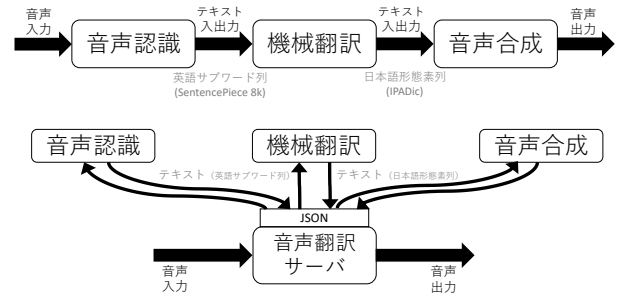 音声
入力
音声認識
テキスト
入出力
機械翻訳
テキスト
入出力
音声合成
音声
出力
英語サブワード列
(SentencePiece 8k)
日本語形態素列
(IPADic)
音声認識
機械翻訳
音声合成
テキスト（英語サブワード列）
テキスト（日本語形態素列）
JSON
音声翻訳
サーバ
音声
入力
音声
出力